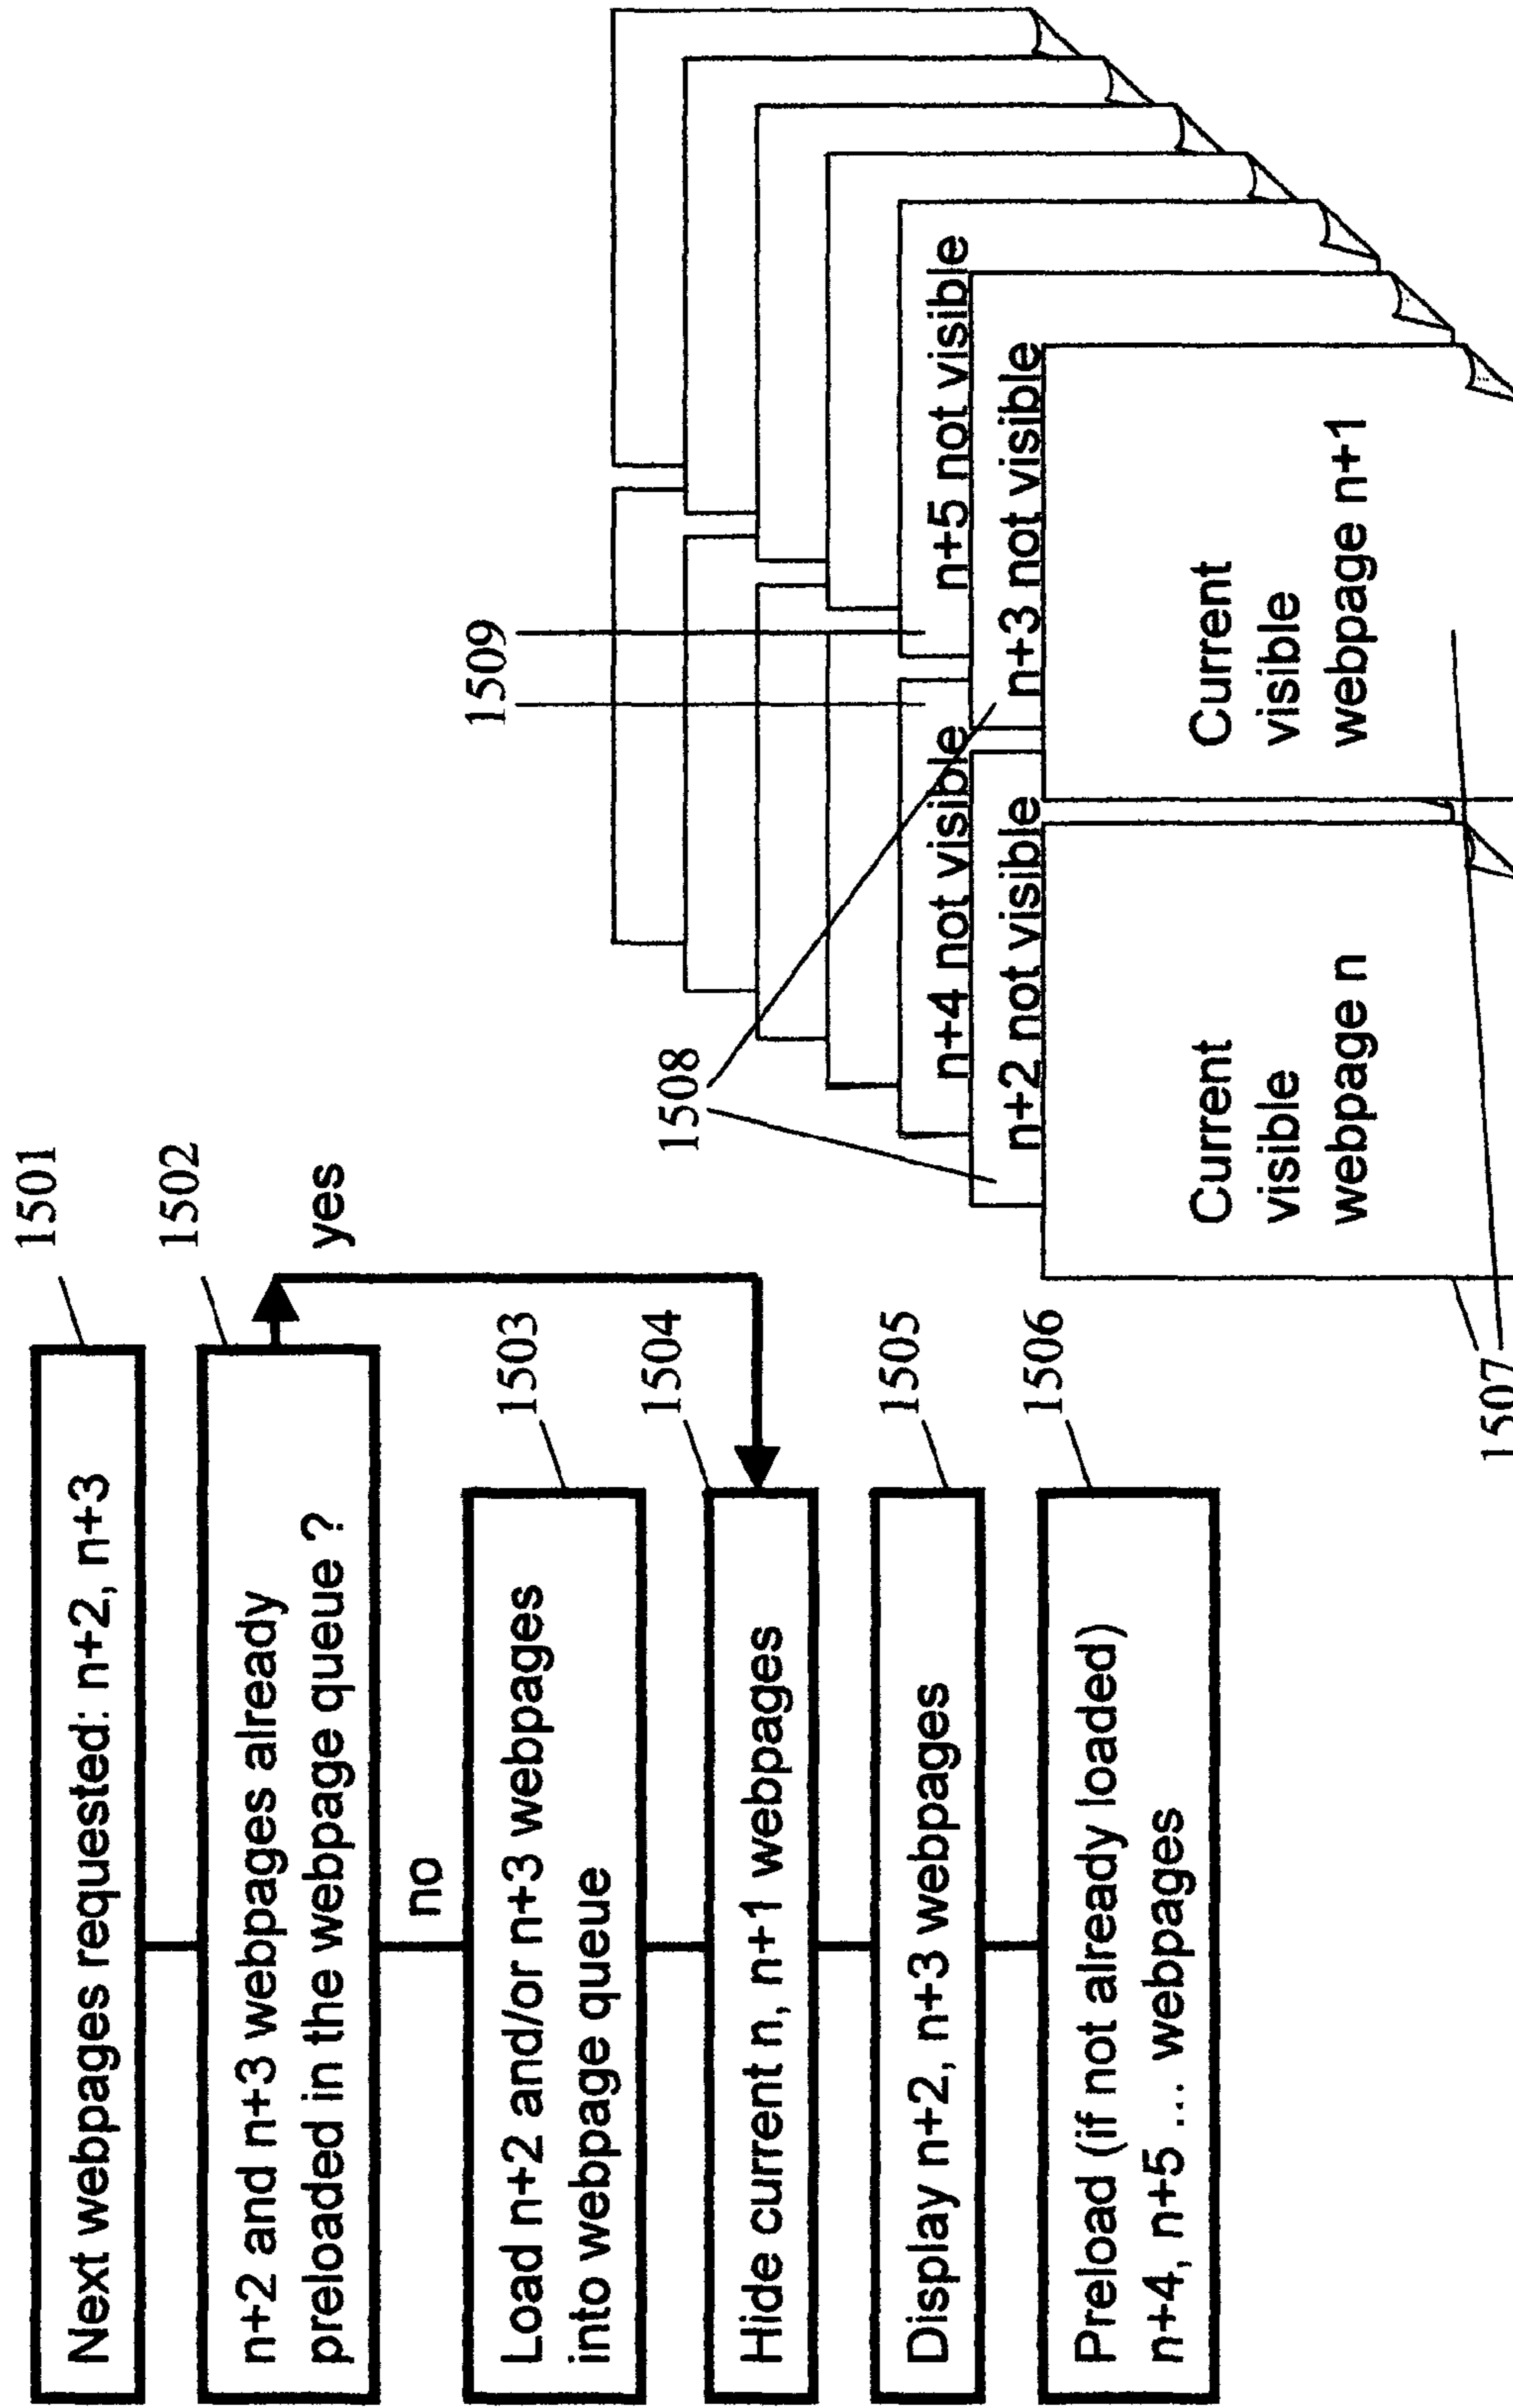 1501
Next webpages requested: n+2, n+3
1502
n+2 and n+3 webpages already
preloaded in the webpage queue ?
yes
no
1503
Load n+2 and/or n+3 webpages
into webpage queue
1504
Hide current n, n+1 webpages
1505
Display n+2, n+3 webpages
1506
Preload (if not already loaded)
n+4, n+5 ... webpages
1509
1508
n+4 not visible
n+5 not visible
n+2 not visible
n+3 not visible
Current
visible
webpage n
Current
visible
webpage n+1
1507